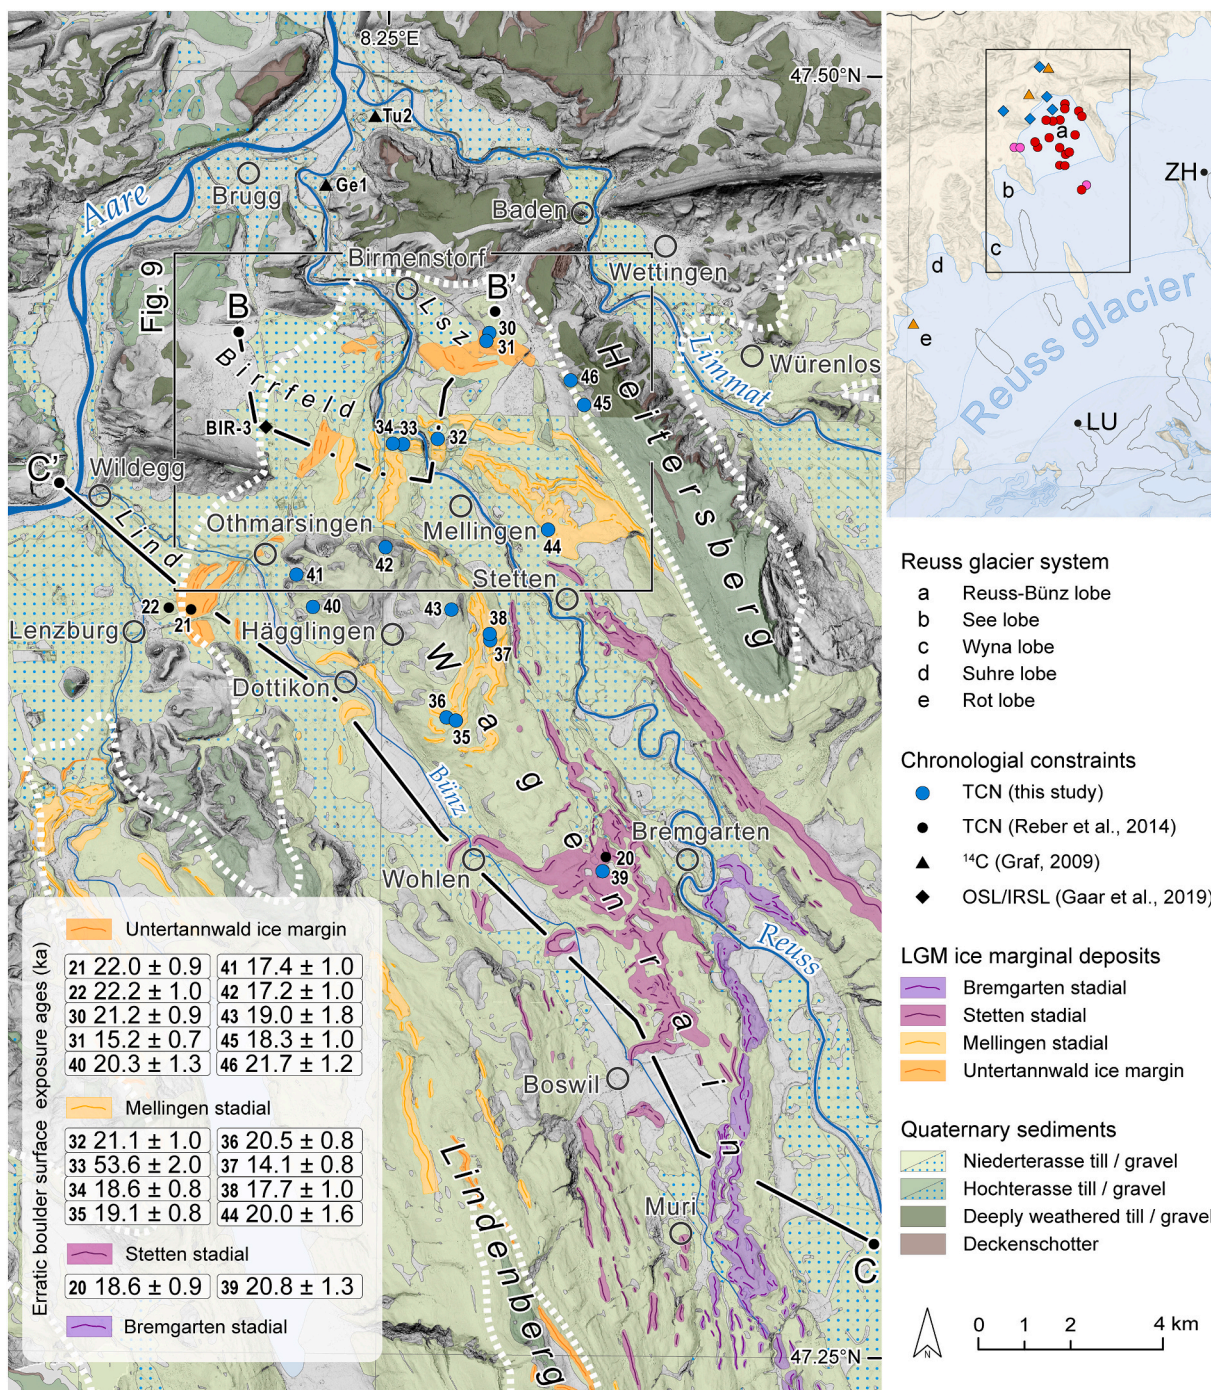 8.25°E
47.50°N
Tu2
Aare
Brugg
Ge1
Baden
Birmenstorf
Wettingen
Fig. 9
B
B'
Lsz
30
31
Heitersberg
Limmat
Würenlos
Birrfeld
46
45
BIR-3
34
33
32
C'
Wildegg
Lind
Othmarsingen
Mellingen
44
42
41
Stetten
22
21
40
43
38
37
Lenzburg
Hägglingen
Wagenrain
Dottikon
36
35
Bünz
Bremgarten
20
39
Wohlen
Reuss
Boswil
Muri
Lindenberg
C
47.25°N
Erratic boulder surface exposure ages (ka)
Untertannwald ice margin
21 22.0 ± 0.9 41 17.4 ± 1.0
22 22.2 ± 1.0 42 17.2 ± 1.0
30 21.2 ± 0.9 43 19.0 ± 1.8
31 15.2 ± 0.7 45 18.3 ± 1.0
40 20.3 ± 1.3 46 21.7 ± 1.2
Mellingen stadial
32 21.1 ± 1.0 36 20.5 ± 0.8
33 53.6 ± 2.0 37 14.1 ± 0.8
34 18.6 ± 0.8 38 17.7 ± 1.0
35 19.1 ± 0.8 44 20.0 ± 1.6
Stetten stadial
20 18.6 ± 0.9 39 20.8 ± 1.3
Bremgarten stadial
a
b
c
d
e
ZH
LU
Reuss glacier
Reuss glacier system
a Reuss-Bünz lobe
b See lobe
c Wyna lobe
d Suhre lobe
e Rot lobe
Chronologial constraints
TCN (this study)
TCN (Reber et al., 2014)
¹⁴C (Graf, 2009)
OSL/IRSL (Gaar et al., 2019)
LGM ice marginal deposits
Bremgarten stadial
Stetten stadial
Mellingen stadial
Untertannwald ice margin
Quaternary sediments
Niederterasse till / gravel
Hochterasse till / gravel
Deeply weathered till / gravel
Deckenschotter
N
0 1 2 4 km